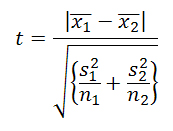 t = |x̅₁ − x̅₂| / √{s₁²/n₁ + s₂²/n₂}